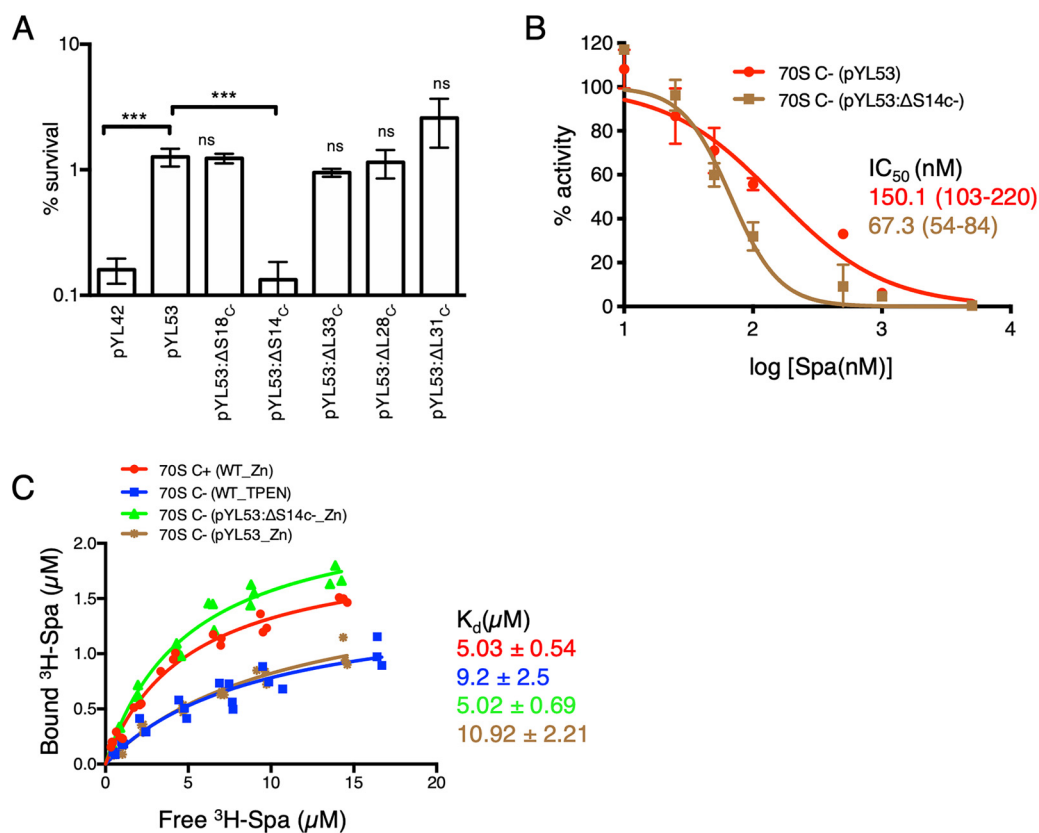 A
% survival
10
1
0.1
***
***
ns
ns
ns
ns
pYL42
pYL53
pYL53:ΔS18c-
pYL53:ΔS14c-
pYL53:ΔL33c-
pYL53:ΔL28c-
pYL53:ΔL31c-
B
% activity
120
100
80
60
40
20
0
1
2
3
4
log [Spa(nM)]
70S C- (pYL53)
70S C- (pYL53:ΔS14c-)
IC50 (nM)
150.1 (103-220)
67.3 (54-84)
C
70S C+ (WT_Zn)
70S C- (WT_TPEN)
70S C- (pYL53:ΔS14c-_Zn)
70S C- (pYL53_Zn)
Bound ³H-Spa (µM)
2.0
1.5
1.0
0.5
0.0
0
5
10
15
20
Free ³H-Spa (µM)
Kd(µM)
5.03 ± 0.54
9.2 ± 2.5
5.02 ± 0.69
10.92 ± 2.21